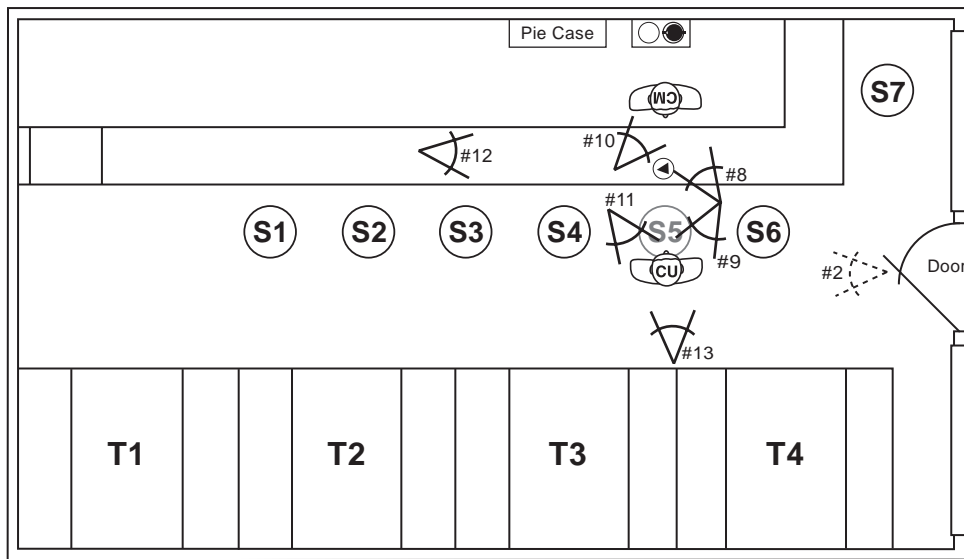 Pie Case
S7
CM
#10
#12
#8
#11
S1 S2 S3 S4 S5 S6
#9
CU
#2
Door
#13
T1 T2 T3 T4